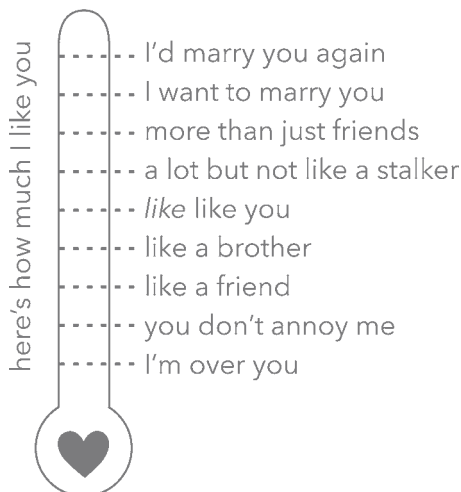 here's how much I like you
I'd marry you again
I want to marry you
more than just friends
a lot but not like a stalker
like like you
like a brother
like a friend
you don't annoy me
I'm over you